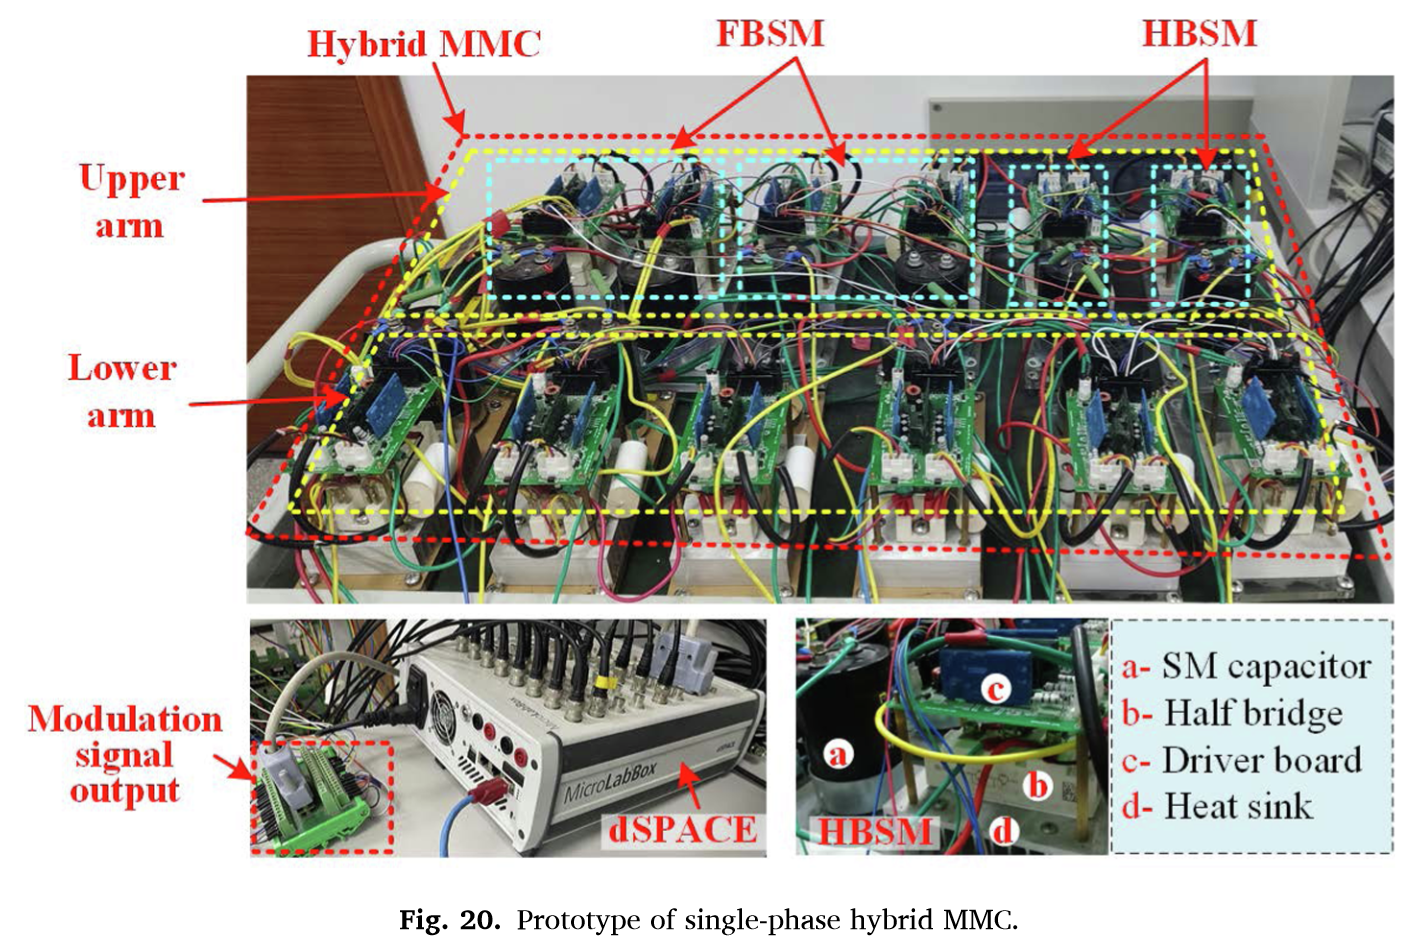 Hybrid MMC
FBSM
HBSM
Upper
arm
Lower
arm
Modulation
signal
output
MicroLabBox
dSPACE
a
b
c
d
HBSM
a- SM capacitor
b- Half bridge
c- Driver board
d- Heat sink
Fig. 20. Prototype of single-phase hybrid MMC.